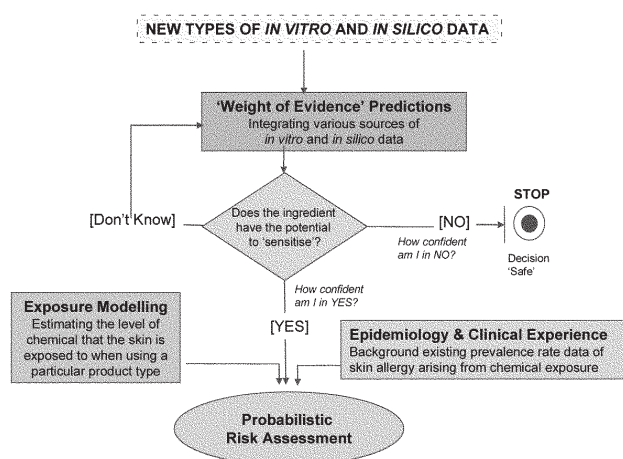 NEW TYPES OF IN VITRO AND IN SILICO DATA
'Weight of Evidence' Predictions
Integrating various sources of
in vitro and in silico data
[Don't Know]
Does the ingredient
have the potential
to 'sensitise'?
[NO]
How confident
am I in NO?
STOP
Decision
'Safe'
How confident
am I in YES?
[YES]
Exposure Modelling
Estimating the level of
chemical that the skin is
exposed to when using a
particular product type
Epidemiology & Clinical Experience
Background existing prevalence rate data of
skin allergy arising from chemical exposure
Probabilistic
Risk Assessment